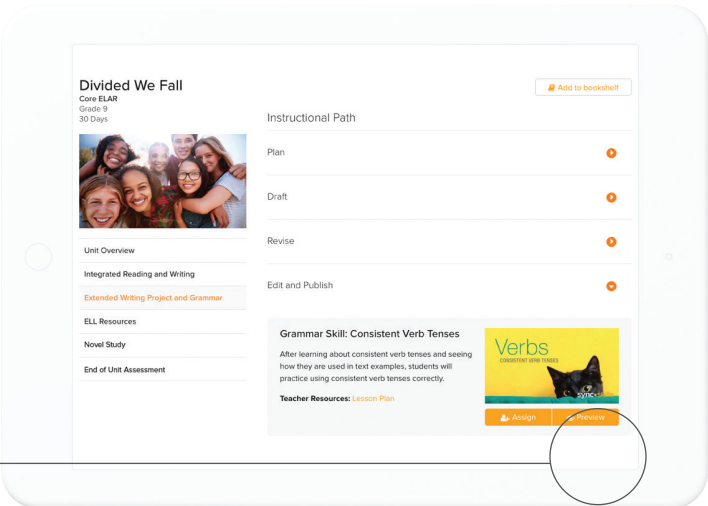 Divided We Fall
Core ELAR
Grade 9
30 Days
Add to bookshelf
Instructional Path
Plan
Draft
Revise
Edit and Publish
Unit Overview
Integrated Reading and Writing
Extended Writing Project and Grammar
ELL Resources
Novel Study
End of Unit Assessment
Grammar Skill: Consistent Verb Tenses
After learning about consistent verb tenses and seeing
how they are used in text examples, students will
practice using consistent verb tenses correctly.
Teacher Resources: Lesson Plan
Verbs
CONSISTENT VERB TENSES
Assign
Preview